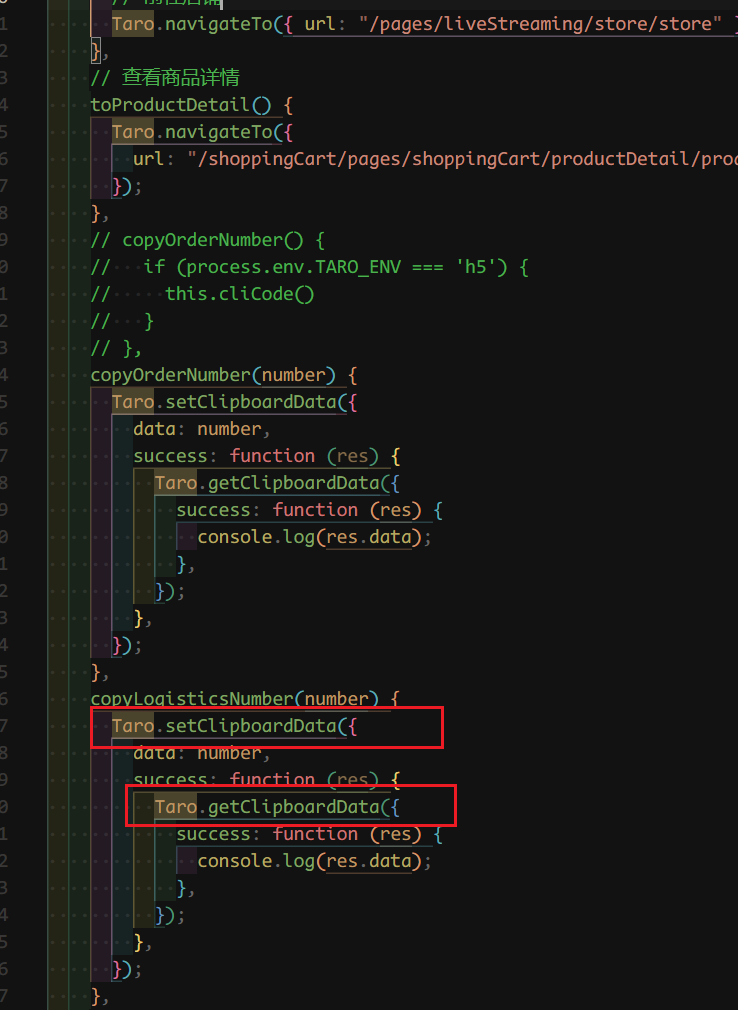 1 Taro.navigateTo({ url: "/pages/liveStreaming/store/store" }
2 },
3 // 查看商品详情
4 toProductDetail() {
5 Taro.navigateTo({
6 url: "/shoppingCart/pages/shoppingCart/productDetail/pro
7 });
8 },
9 // copyOrderNumber() {
0 // if (process.env.TARO_ENV === 'h5') {
1 // this.cliCode()
2 // }
3 // },
4 copyOrderNumber(number) {
5 Taro.setClipboardData({
6 data: number,
7 success: function (res) {
8 Taro.getClipboardData({
9 success: function (res) {
0 console.log(res.data);
1 },
2 });
3 },
4 });
5 },
6 copyLogisticsNumber(number) {
7 Taro.setClipboardData({
8 data: number,
9 success: function (res) {
0 Taro.getClipboardData({
1 success: function (res) {
2 console.log(res.data);
3 },
4 });
5 },
6 });
7 },